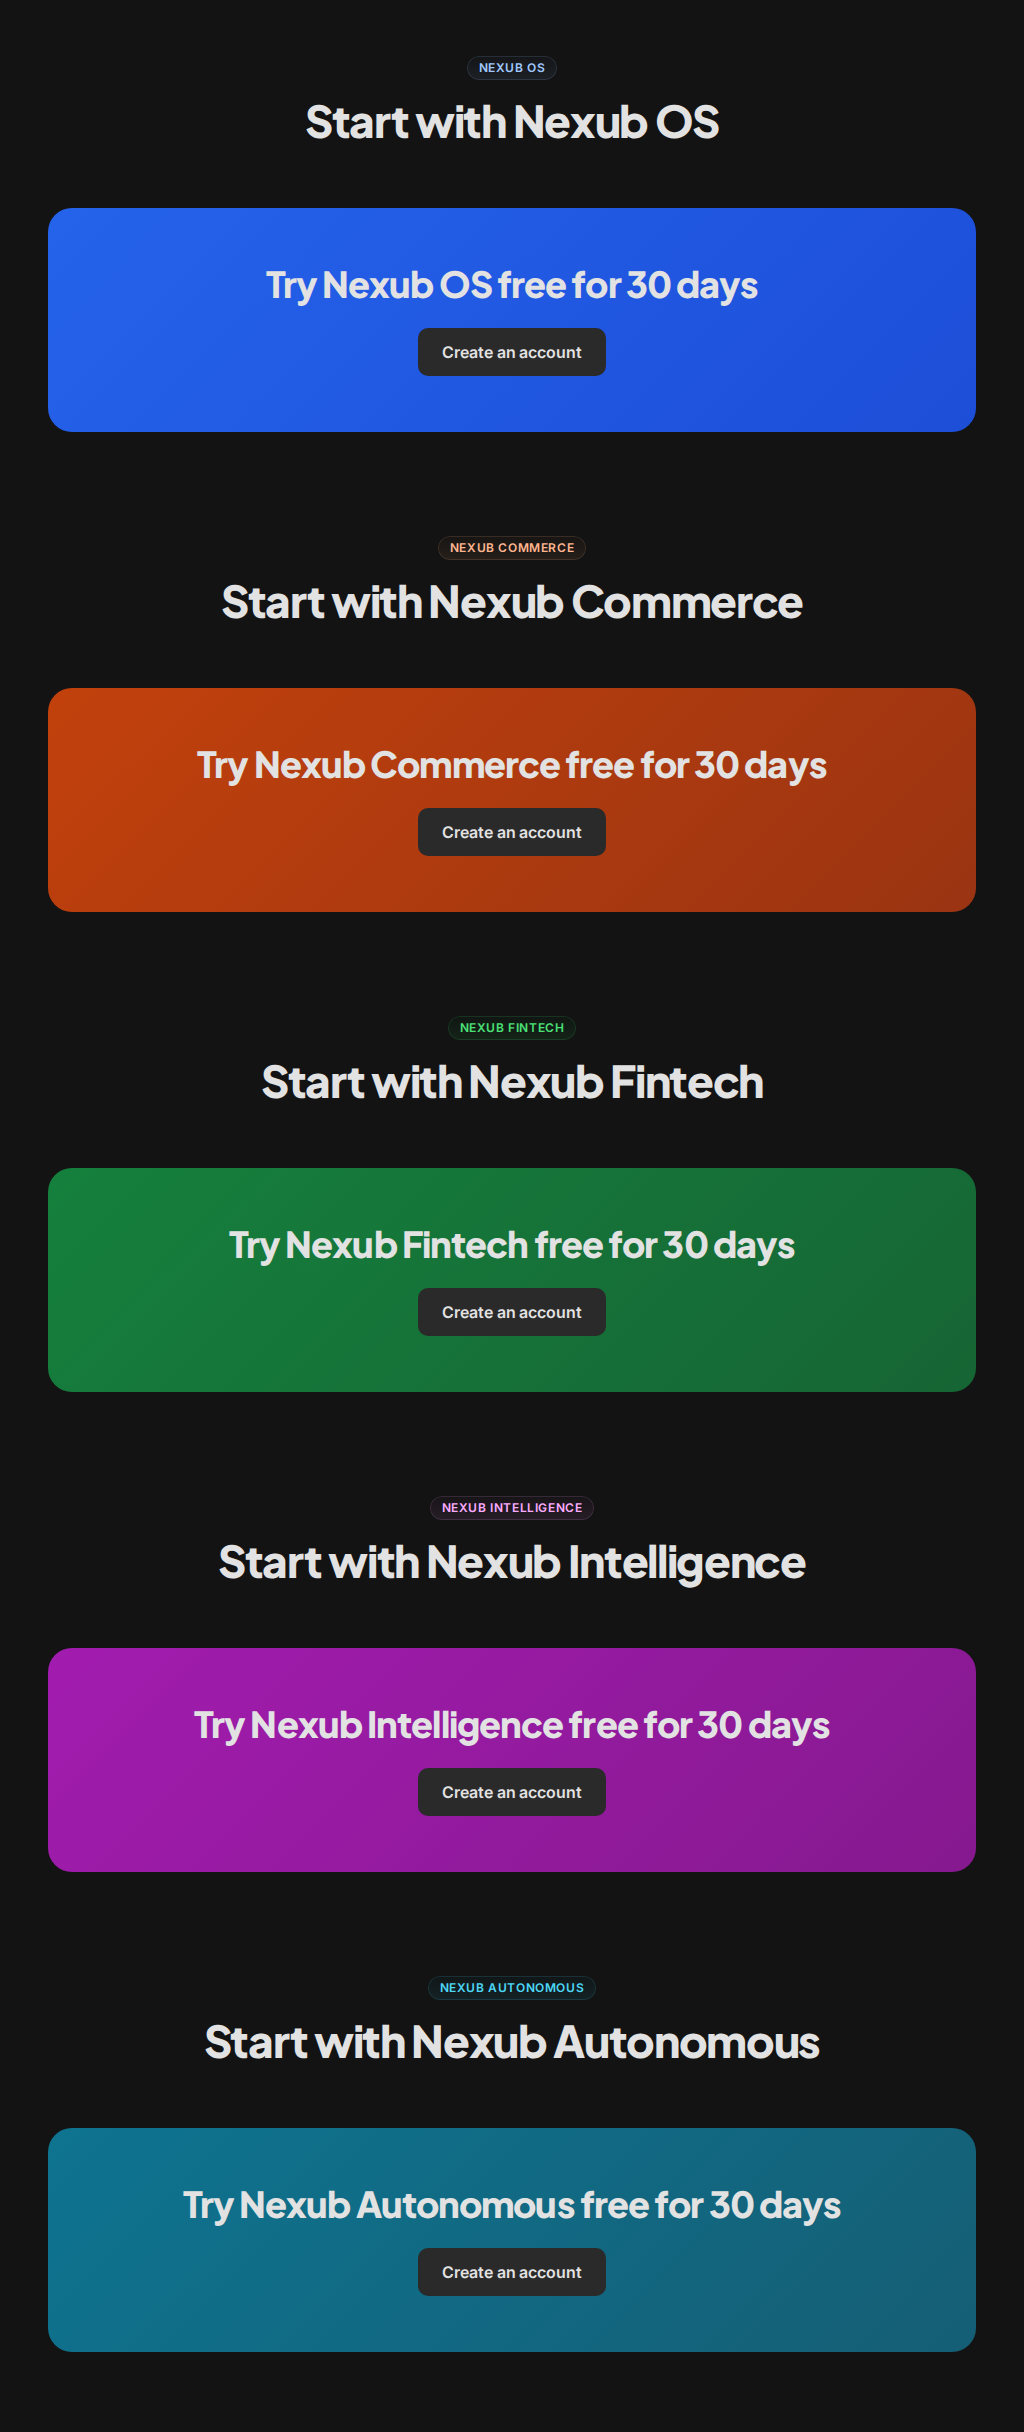 NEXUB OS
Start with Nexub OS
Try Nexub OS free for 30 days
Create an account
NEXUB COMMERCE
Start with Nexub Commerce
Try Nexub Commerce free for 30 days
Create an account
NEXUB FINTECH
Start with Nexub Fintech
Try Nexub Fintech free for 30 days
Create an account
NEXUB INTELLIGENCE
Start with Nexub Intelligence
Try Nexub Intelligence free for 30 days
Create an account
NEXUB AUTONOMOUS
Start with Nexub Autonomous
Try Nexub Autonomous free for 30 days
Create an account